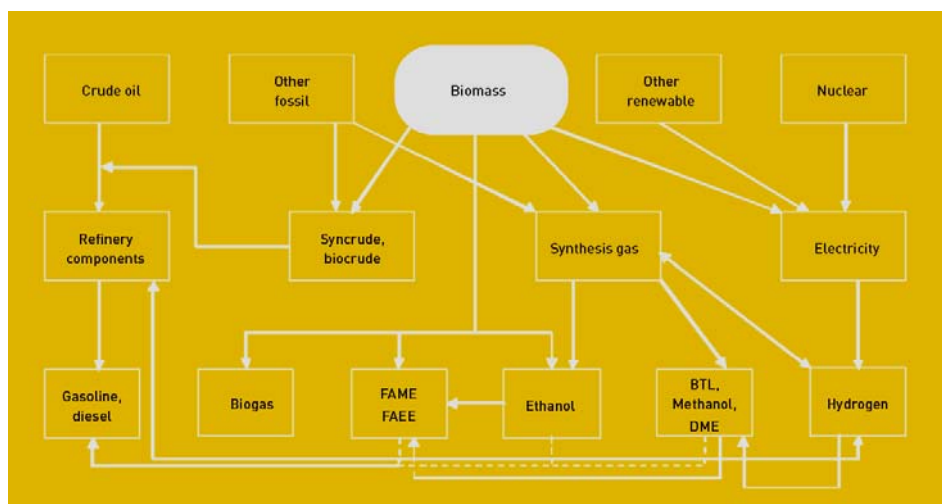 Crude oil
Other
fossil
Biomass
Other
renewable
Nuclear
Refinery
components
Syncrude,
biocrude
Synthesis gas
Electricity
Gasoline,
diesel
Biogas
FAME
FAEE
Ethanol
BTL,
Methanol,
DME
Hydrogen